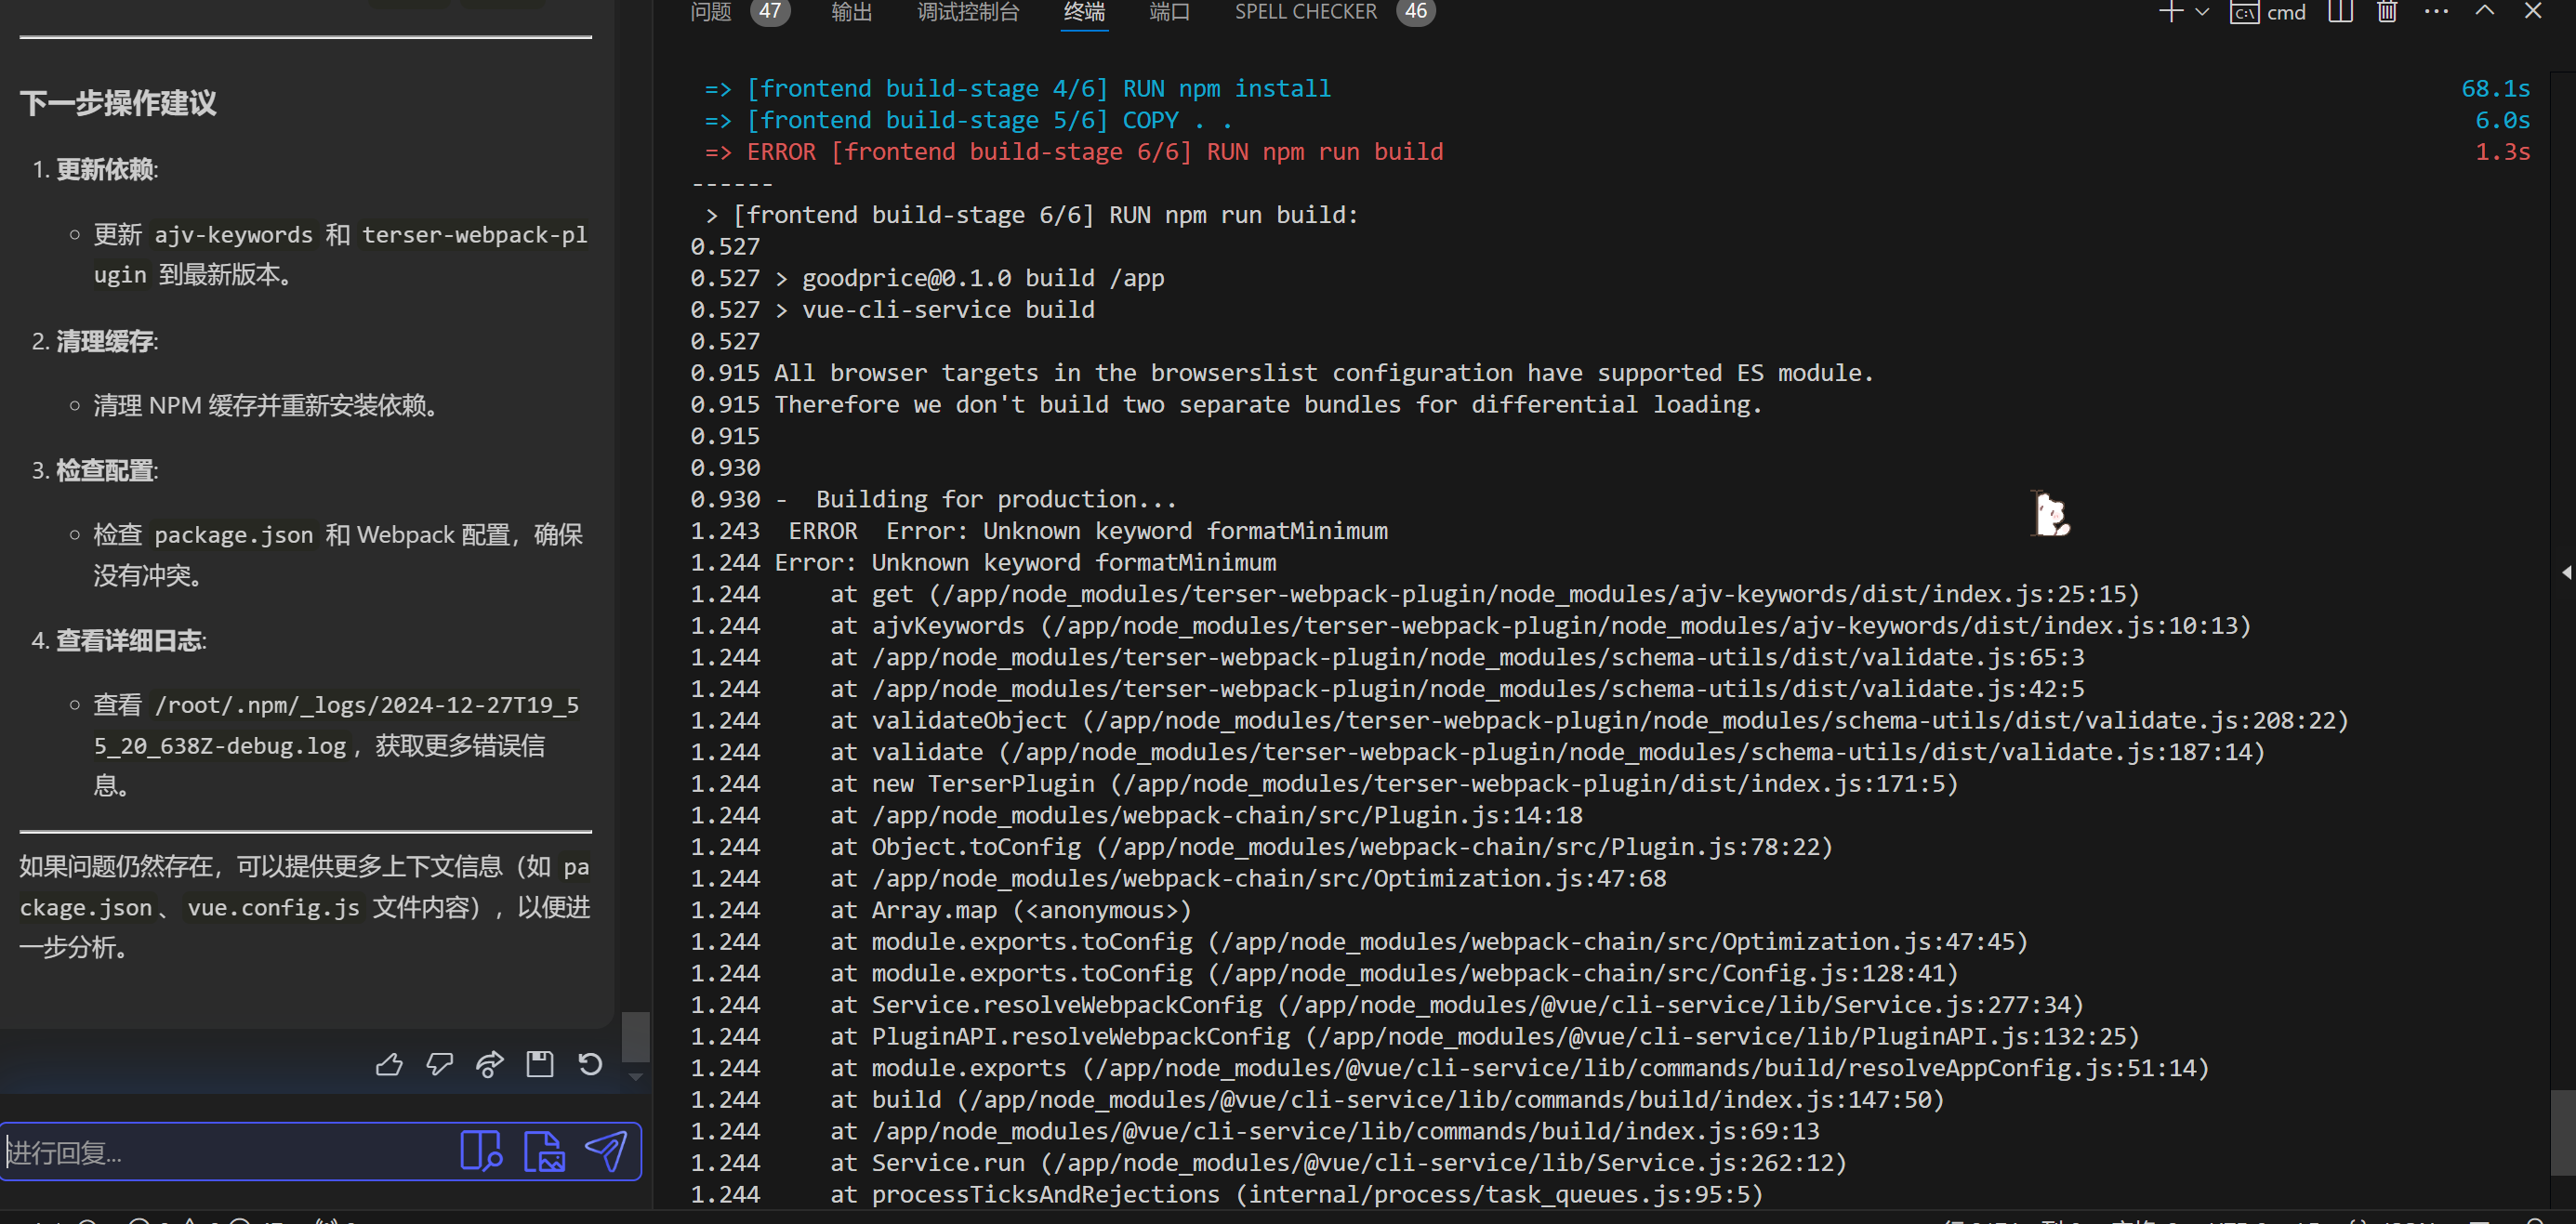 下一步操作建议
1. 更新依赖:
更新 ajv-keywords 和 terser-webpack-pl
ugin 到最新版本。
2. 清理缓存:
清理 NPM 缓存并重新安装依赖。
3. 检查配置:
检查 package.json 和 Webpack 配置，确保
没有冲突。
4. 查看详细日志:
查看 /root/.npm/_logs/2024-12-27T19_5
5_20_638Z-debug.log，获取更多错误信
息。
如果问题仍然存在，可以提供更多上下文信息（如 pa
ckage.json、vue.config.js 文件内容），以便进
一步分析。
进行回复...
问题 47 输出 调试控制台 终端 端口 SPELL CHECKER 46 cmd
=> [frontend build-stage 4/6] RUN npm install 68.1s
=> [frontend build-stage 5/6] COPY . . 6.0s
=> ERROR [frontend build-stage 6/6] RUN npm run build 1.3s
------
> [frontend build-stage 6/6] RUN npm run build:
0.527
0.527 > goodprice@0.1.0 build /app
0.527 > vue-cli-service build
0.527
0.915 All browser targets in the browserslist configuration have supported ES module.
0.915 Therefore we don't build two separate bundles for differential loading.
0.915
0.930
0.930 -  Building for production...
1.243  ERROR  Error: Unknown keyword formatMinimum
1.244 Error: Unknown keyword formatMinimum
1.244     at get (/app/node_modules/terser-webpack-plugin/node_modules/ajv-keywords/dist/index.js:25:15)
1.244     at ajvKeywords (/app/node_modules/terser-webpack-plugin/node_modules/ajv-keywords/dist/index.js:10:13)
1.244     at /app/node_modules/terser-webpack-plugin/node_modules/schema-utils/dist/validate.js:65:3
1.244     at /app/node_modules/terser-webpack-plugin/node_modules/schema-utils/dist/validate.js:42:5
1.244     at validateObject (/app/node_modules/terser-webpack-plugin/node_modules/schema-utils/dist/validate.js:208:22)
1.244     at validate (/app/node_modules/terser-webpack-plugin/node_modules/schema-utils/dist/validate.js:187:14)
1.244     at new TerserPlugin (/app/node_modules/terser-webpack-plugin/dist/index.js:171:5)
1.244     at /app/node_modules/webpack-chain/src/Plugin.js:14:18
1.244     at Object.toConfig (/app/node_modules/webpack-chain/src/Plugin.js:78:22)
1.244     at /app/node_modules/webpack-chain/src/Optimization.js:47:68
1.244     at Array.map (<anonymous>)
1.244     at module.exports.toConfig (/app/node_modules/webpack-chain/src/Optimization.js:47:45)
1.244     at module.exports.toConfig (/app/node_modules/webpack-chain/src/Config.js:128:41)
1.244     at Service.resolveWebpackConfig (/app/node_modules/@vue/cli-service/lib/Service.js:277:34)
1.244     at PluginAPI.resolveWebpackConfig (/app/node_modules/@vue/cli-service/lib/PluginAPI.js:132:25)
1.244     at module.exports (/app/node_modules/@vue/cli-service/lib/commands/build/resolveAppConfig.js:51:14)
1.244     at build (/app/node_modules/@vue/cli-service/lib/commands/build/index.js:147:50)
1.244     at /app/node_modules/@vue/cli-service/lib/commands/build/index.js:69:13
1.244     at Service.run (/app/node_modules/@vue/cli-service/lib/Service.js:262:12)
1.244     at processTicksAndRejections (internal/process/task_queues.js:95:5)